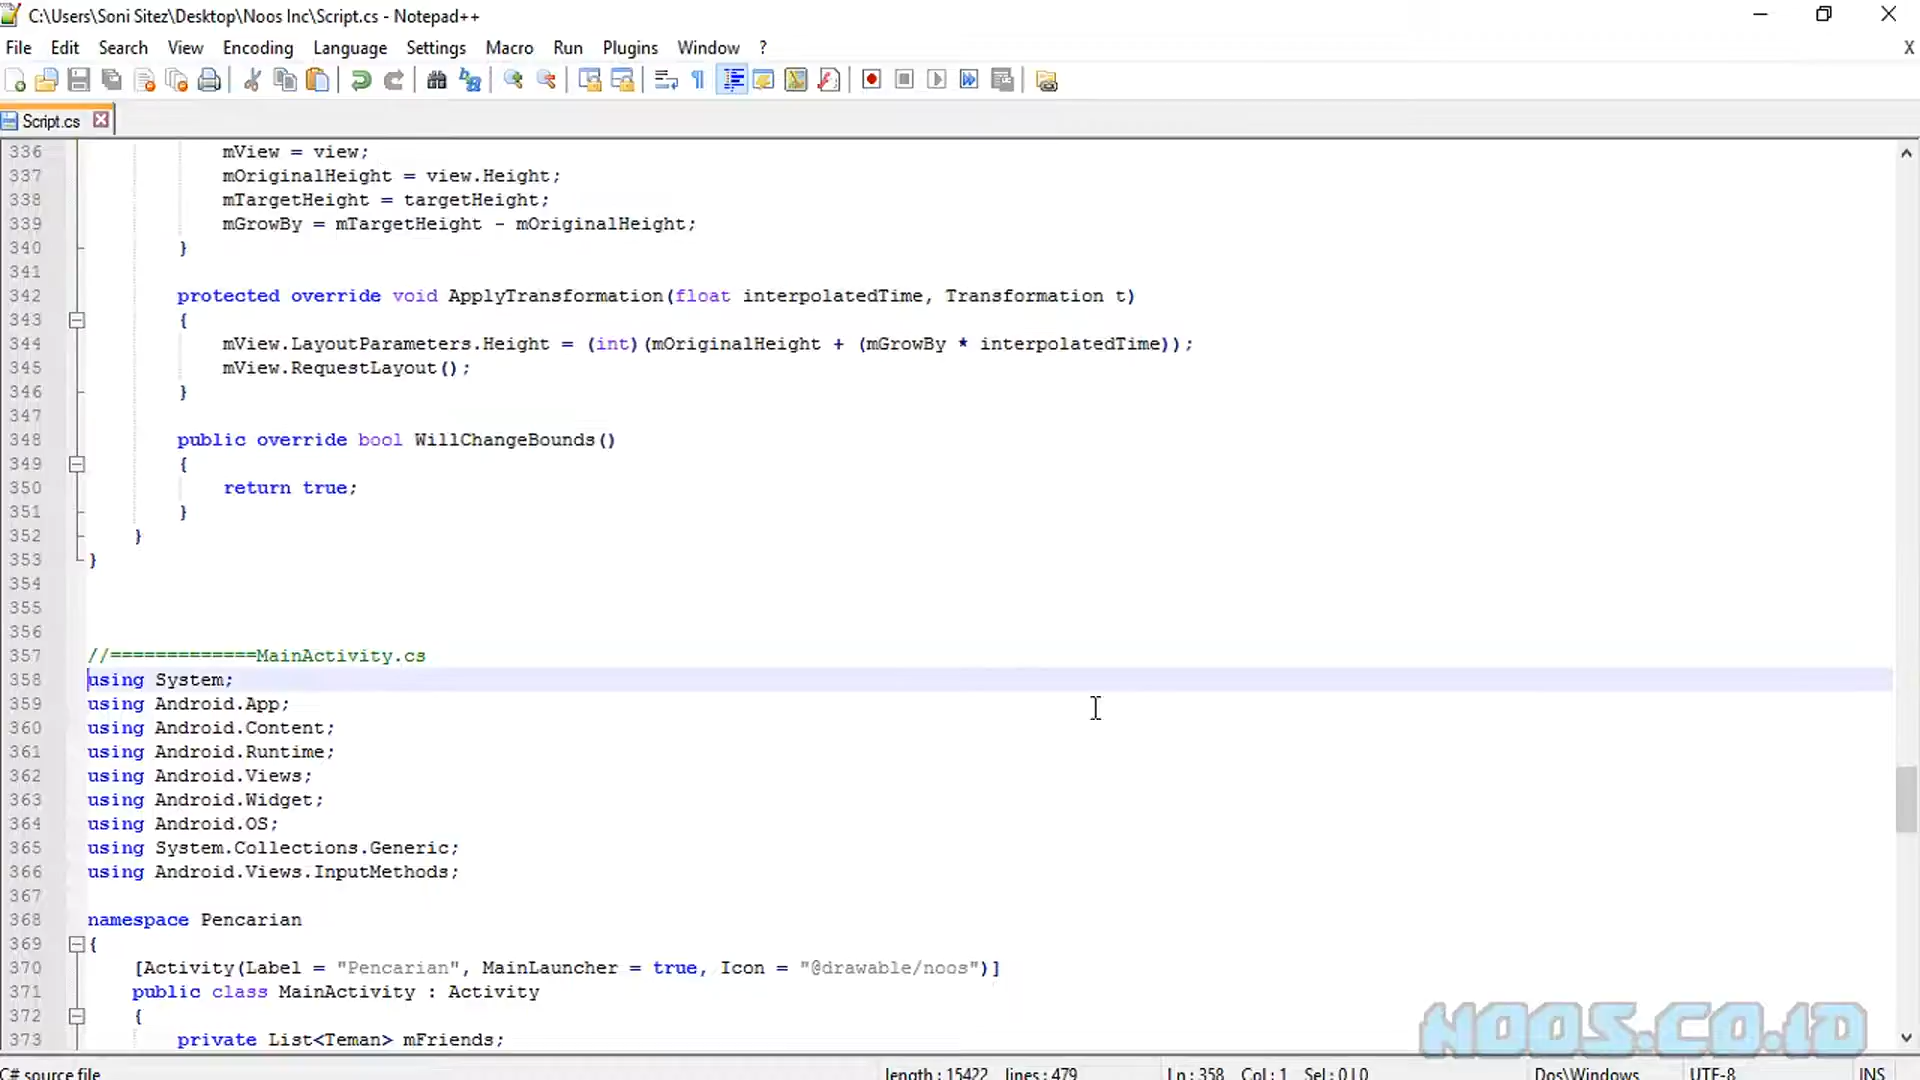 C:\Users\Soni Sitez\Desktop\Noos Inc\Script.cs - Notepad++
File Edit Search View Encoding Language Settings Macro Run Plugins Window ?
X
Script.cs
336 mView = view;
337 mOriginalHeight = view.Height;
338 mTargetHeight = targetHeight;
339 mGrowBy = mTargetHeight - mOriginalHeight;
340 }
341
342 protected override void ApplyTransformation(float interpolatedTime, Transformation t)
343 {
344 mView.LayoutParameters.Height = (int)(mOriginalHeight + (mGrowBy * interpolatedTime));
345 mView.RequestLayout();
346 }
347
348 public override bool WillChangeBounds()
349 {
350 return true;
351 }
352 }
353 }
354
355
356
357 //=============MainActivity.cs
358 using System;
359 using Android.App;
360 using Android.Content;
361 using Android.Runtime;
362 using Android.Views;
363 using Android.Widget;
364 using Android.OS;
365 using System.Collections.Generic;
366 using Android.Views.InputMethods;
367
368 namespace Pencarian
369 {
370 [Activity(Label = "Pencarian", MainLauncher = true, Icon = "@drawable/noos")]
371 public class MainActivity : Activity
372 {
373 private List<Teman> mFriends;
NOOS.CO.ID
C# source file length : 15422 lines : 479 Ln : 358 Col : 1 Sel : 0 | 0 Dos\Windows UTF-8 INS